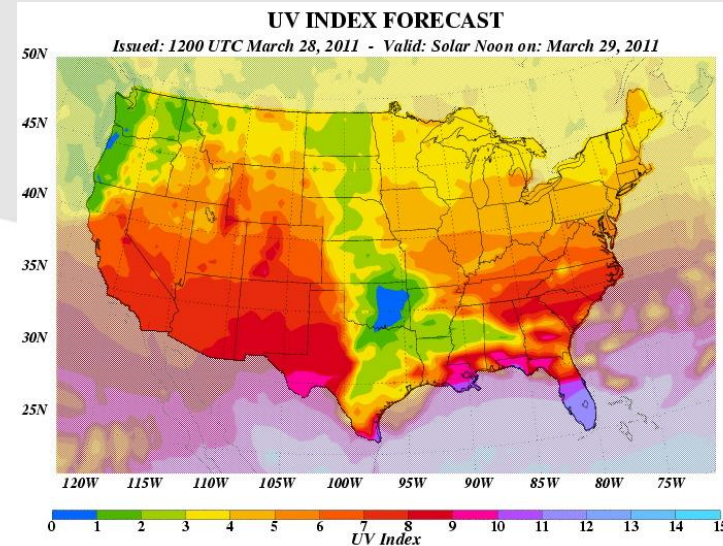 UV INDEX FORECAST
Issued: 1200 UTC March 28, 2011 - Valid: Solar Noon on: March 29, 2011
50N
45N
40N
35N
30N
25N
120W 115W 110W 105W 100W 95W 90W 85W 80W 75W
0 1 2 3 4 5 6 7 8 9 10 11 12 13 14 15
UV Index